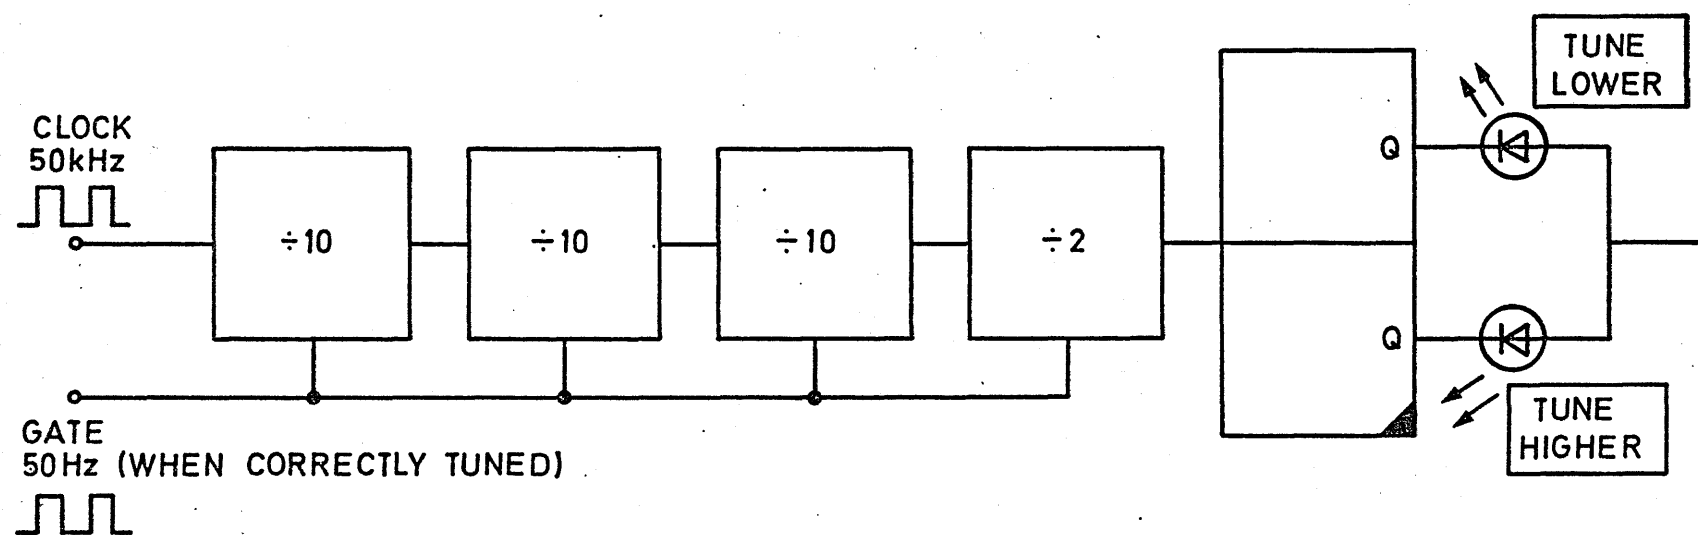 CLOCK
50kHz
÷10
÷10
÷10
÷2
Q
Q
TUNE
LOWER
TUNE
HIGHER
GATE
50Hz (WHEN CORRECTLY TUNED)